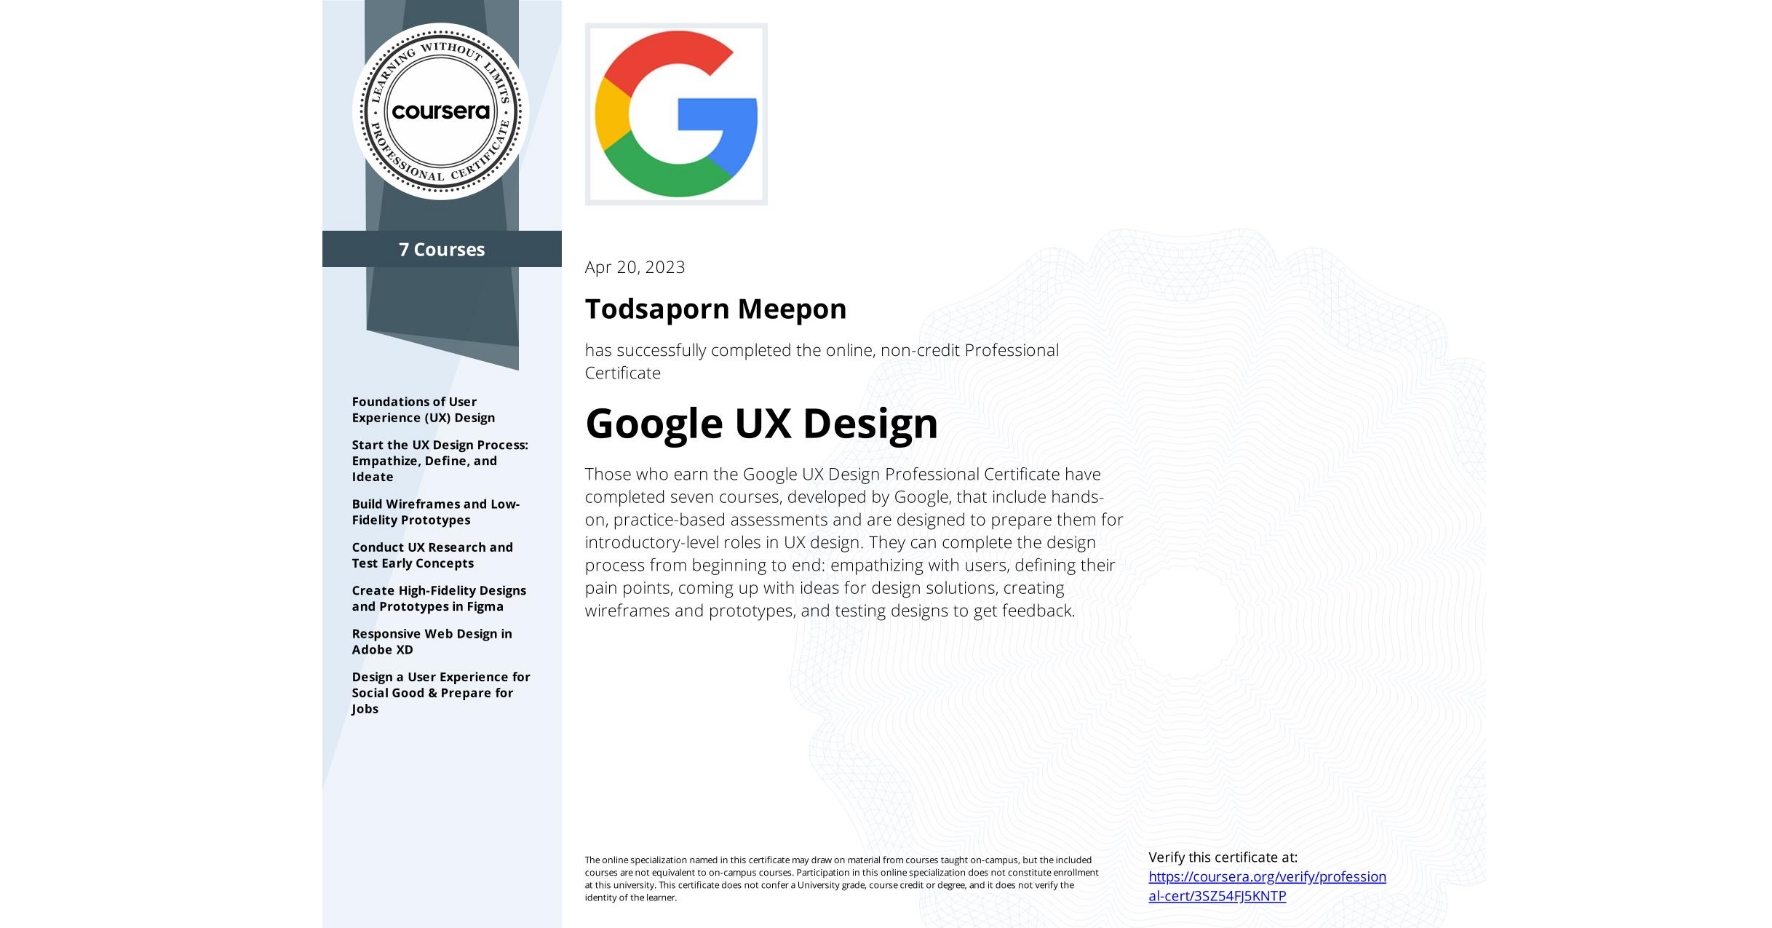 LEARNING WITHOUT LIMITS
coursera
PROFESSIONAL CERTIFICATE
7 Courses
Foundations of User
Experience (UX) Design
Start the UX Design Process:
Empathize, Define, and
Ideate
Build Wireframes and Low-
Fidelity Prototypes
Conduct UX Research and
Test Early Concepts
Create High-Fidelity Designs
and Prototypes in Figma
Responsive Web Design in
Adobe XD
Design a User Experience for
Social Good & Prepare for
Jobs
Apr 20, 2023
Todsaporn Meepon
has successfully completed the online, non-credit Professional
Certificate
Google UX Design
Those who earn the Google UX Design Professional Certificate have
completed seven courses, developed by Google, that include hands-
on, practice-based assessments and are designed to prepare them for
introductory-level roles in UX design. They can complete the design
process from beginning to end: empathizing with users, defining their
pain points, coming up with ideas for design solutions, creating
wireframes and prototypes, and testing designs to get feedback.
The online specialization named in this certificate may draw on material from courses taught on-campus, but the included
courses are not equivalent to on-campus courses. Participation in this online specialization does not constitute enrollment
at this university. This certificate does not confer a University grade, course credit or degree, and it does not verify the
identity of the learner.
Verify this certificate at:
https://coursera.org/verify/profession
al-cert/3SZ54FJ5KNTP